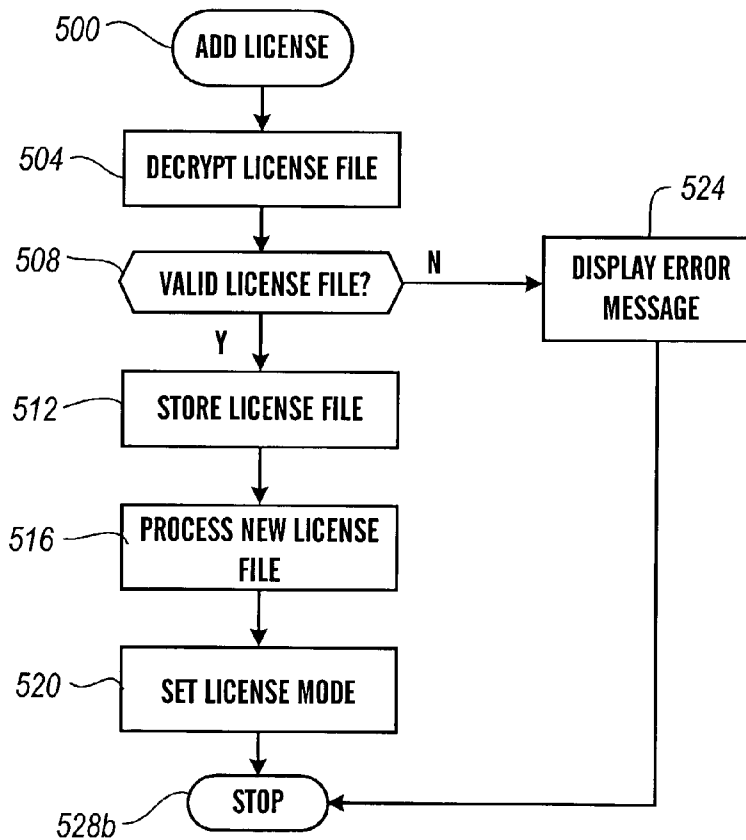 500
ADD LICENSE
504
DECRYPT LICENSE FILE
508
VALID LICENSE FILE?
N
524
DISPLAY ERROR
MESSAGE
Y
512
STORE LICENSE FILE
516
PROCESS NEW LICENSE
FILE
520
SET LICENSE MODE
STOP
528b